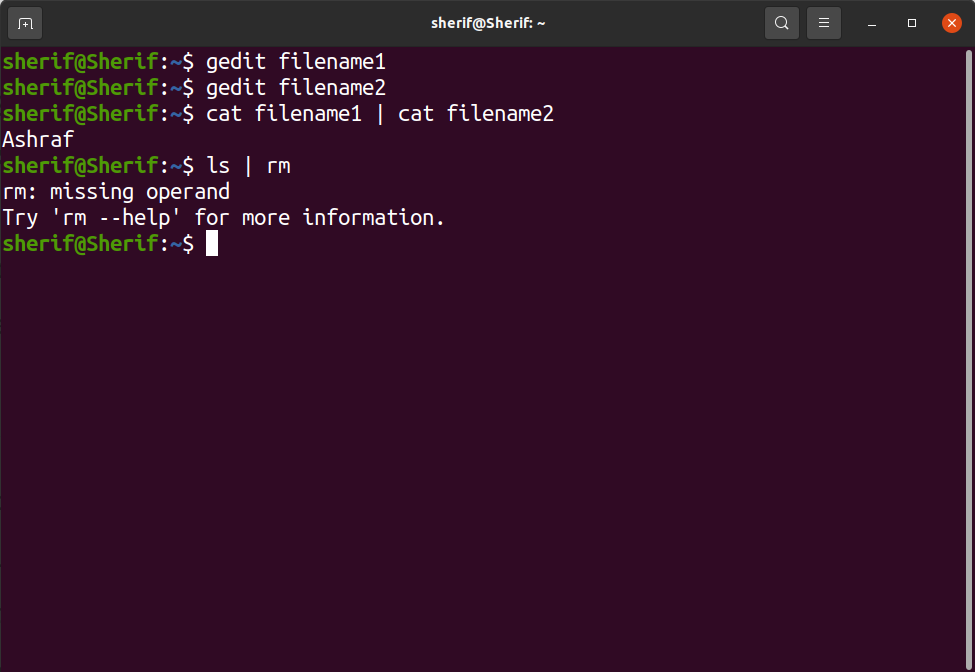 sherif@Sherif: ~
sherif@Sherif:~$ gedit filename1
sherif@Sherif:~$ gedit filename2
sherif@Sherif:~$ cat filename1 | cat filename2
Ashraf
sherif@Sherif:~$ ls | rm
rm: missing operand
Try 'rm --help' for more information.
sherif@Sherif:~$